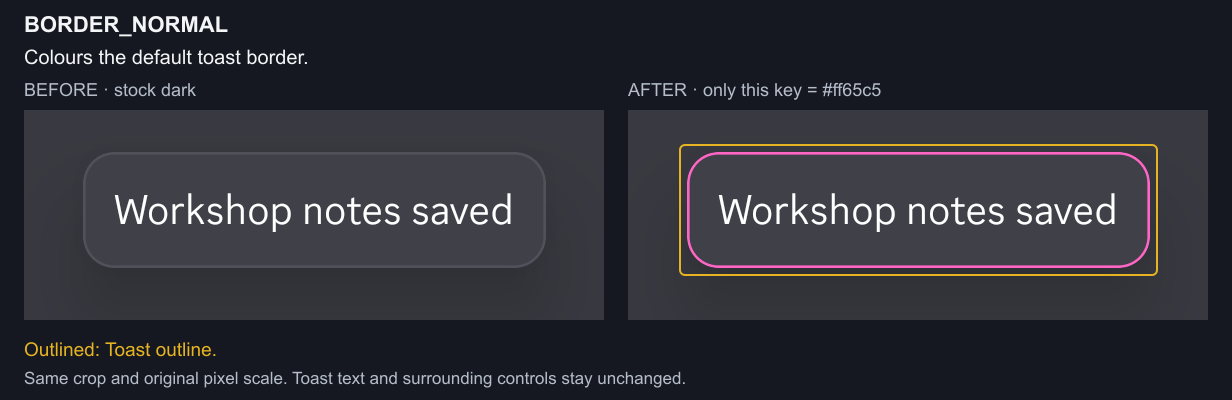 BORDER_NORMAL
Colours the default toast border.
BEFORE · stock dark
AFTER · only this key = #ff65c5
Workshop notes saved
Workshop notes saved
Outlined: Toast outline.
Same crop and original pixel scale. Toast text and surrounding controls stay unchanged.